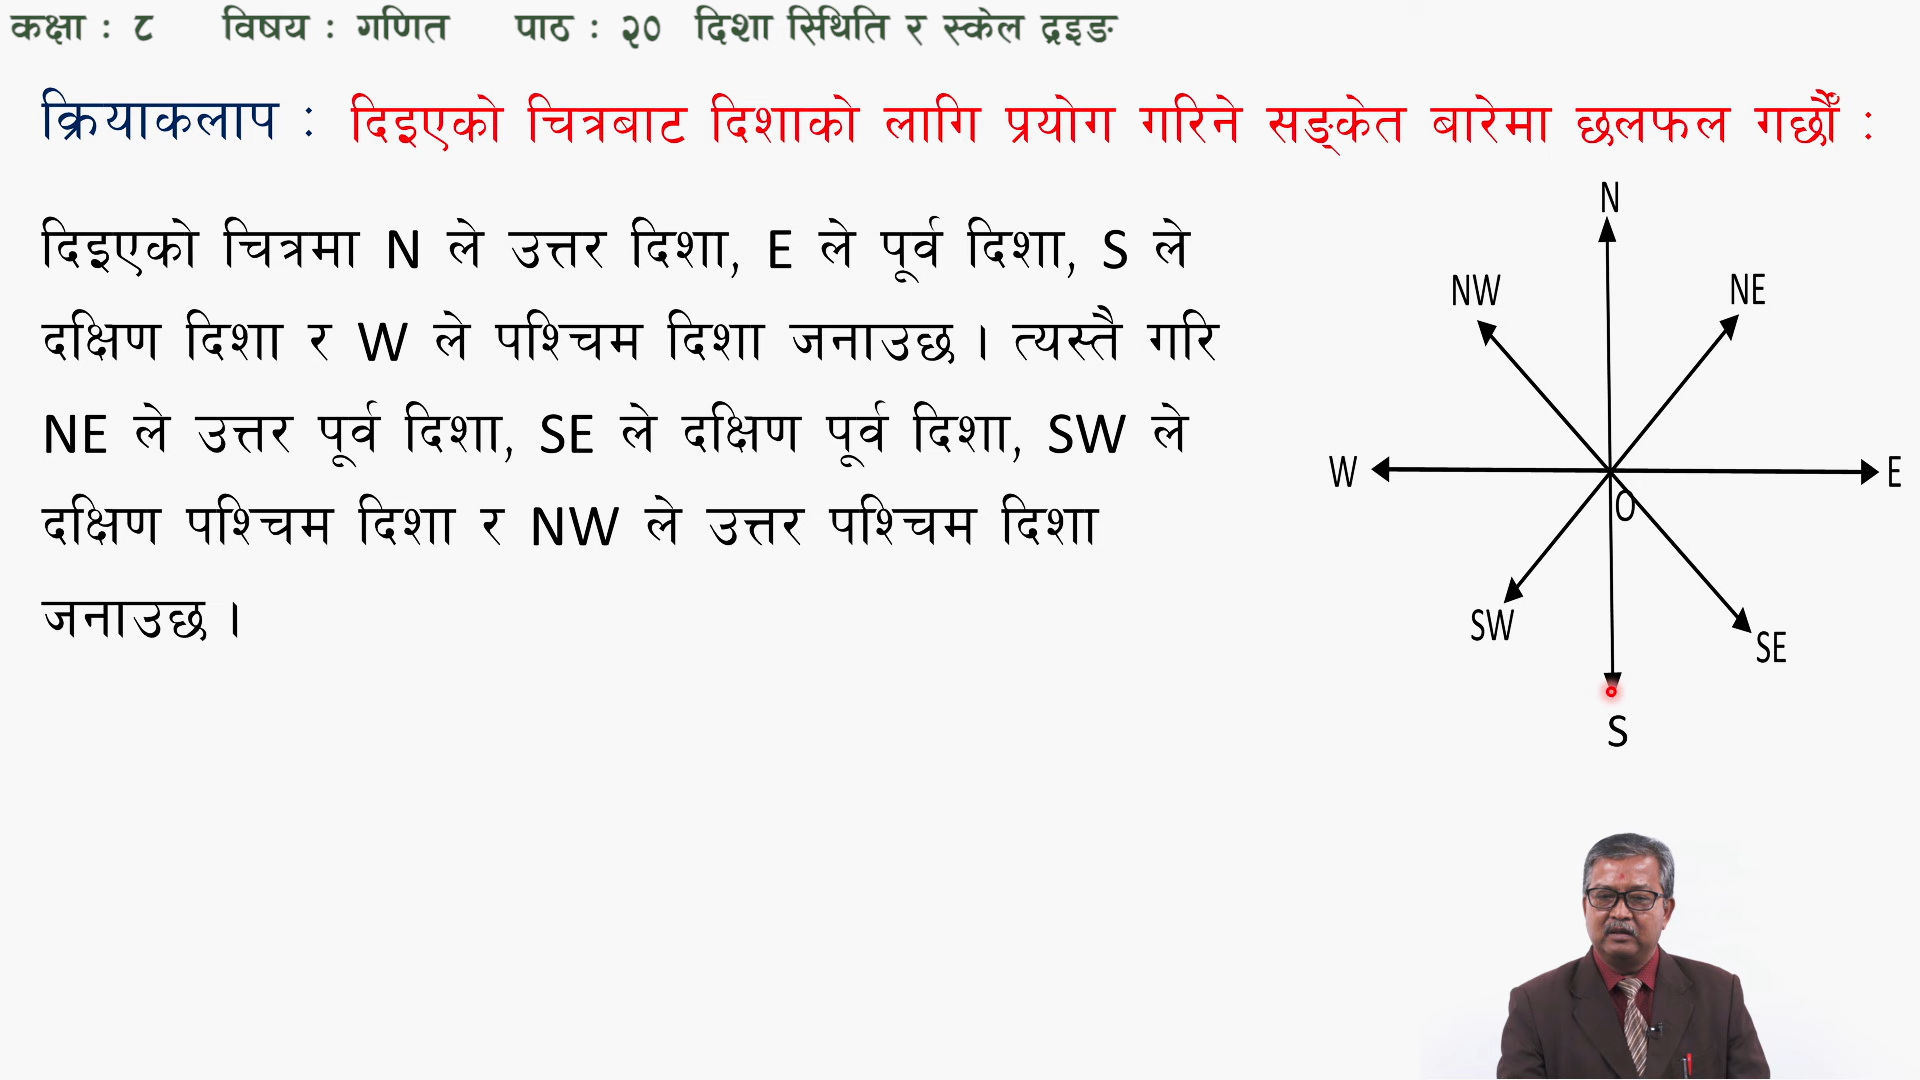 कक्षा : ८ विषय : गणित पाठ : २० दिशा स्थिति र स्केल द्रइङ
क्रियाकलाप : दिइएको चित्रबाट दिशाको लागि प्रयोग गरिने सङ्केत बारेमा छलफल गर्छौं :
दिइएको चित्रमा N ले उत्तर दिशा, E ले पूर्व दिशा, S ले
दक्षिण दिशा र W ले पश्चिम दिशा जनाउछ । त्यस्तै गरि
NE ले उत्तर पूर्व दिशा, SE ले दक्षिण पूर्व दिशा, SW ले
दक्षिण पश्चिम दिशा र NW ले उत्तर पश्चिम दिशा
जनाउछ ।
N
NW
NE
W
E
O
SW
SE
S